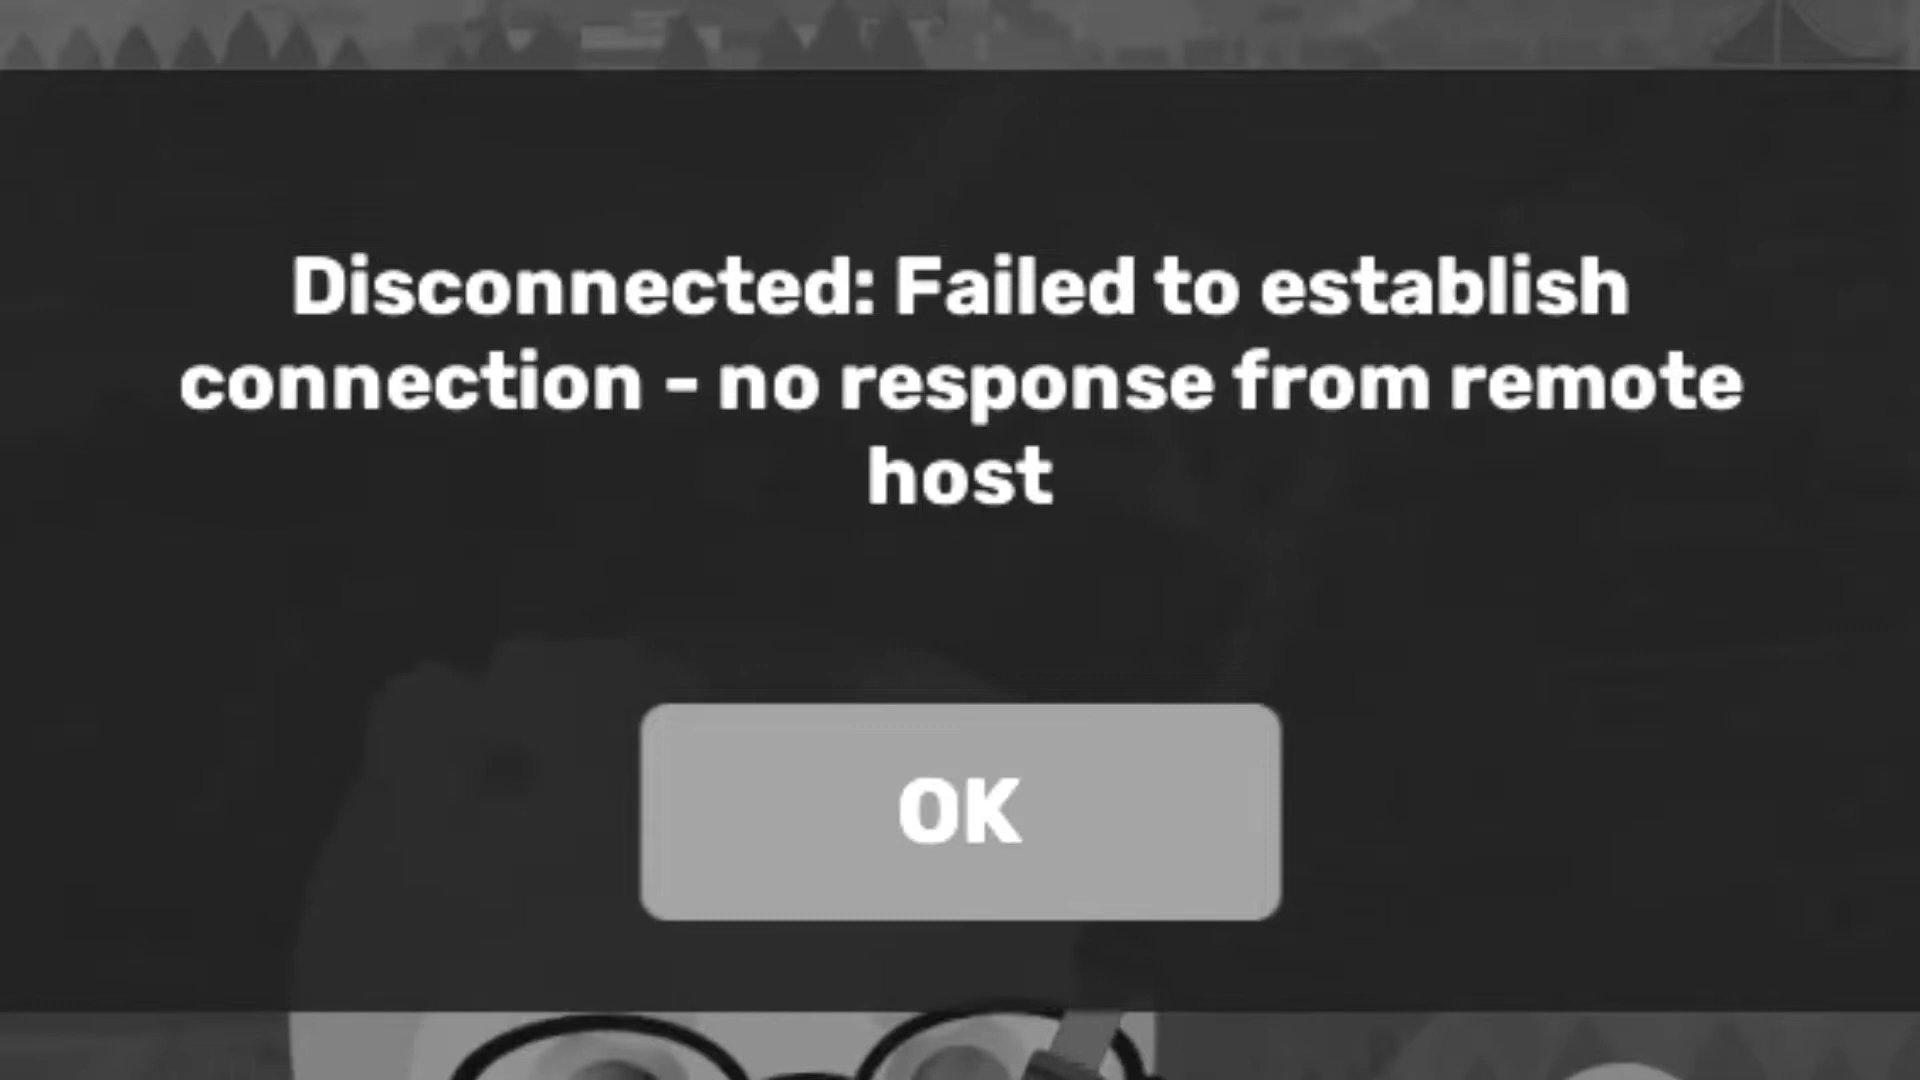 Disconnected: Failed to establish
connection - no response from remote
host
OK